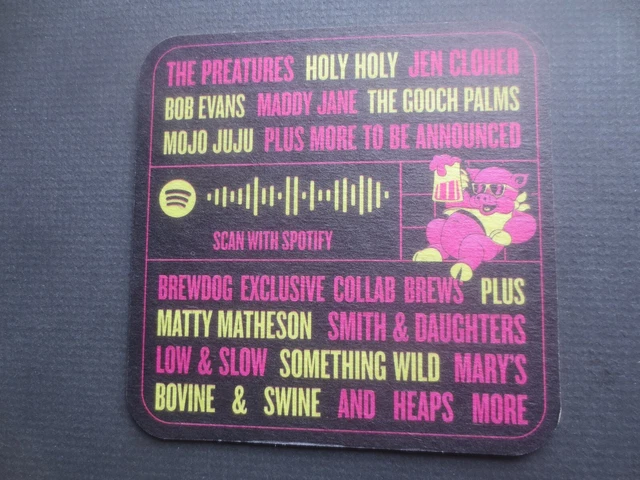 THE PREATURES HOLY HOLY JEN CLOHER
BOB EVANS MADDY JANE THE GOOCH PALMS
MOJO JUJU PLUS MORE TO BE ANNOUNCED
SCAN WITH SPOTIFY
BREWDOG EXCLUSIVE COLLAB BREWS PLUS
MATTY MATHESON SMITH & DAUGHTERS
LOW & SLOW SOMETHING WILD MARY'S
BOVINE & SWINE AND HEAPS MORE